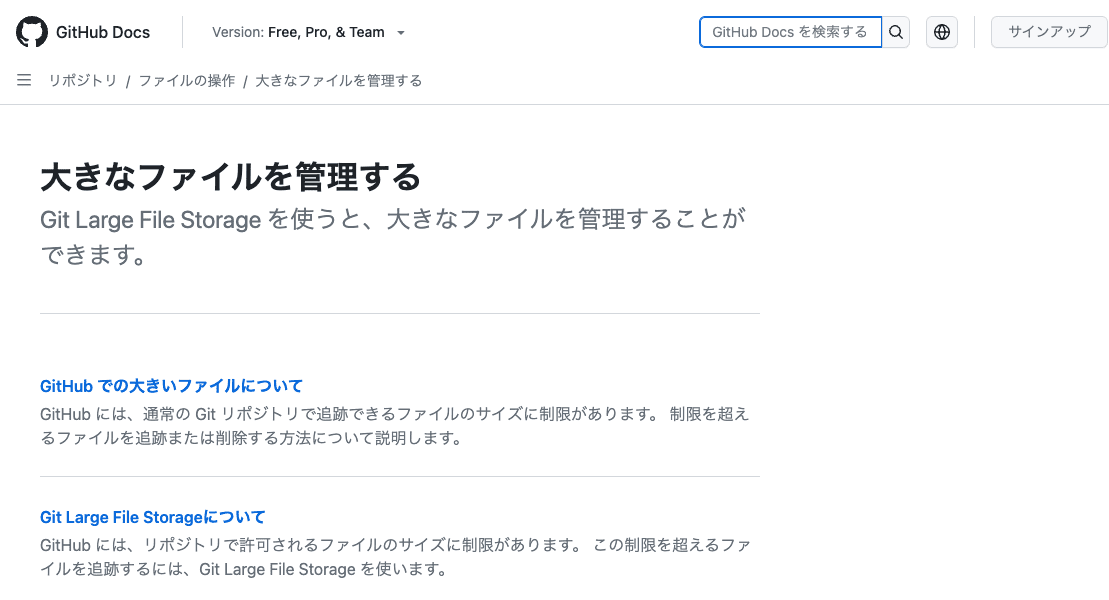 GitHub Docs
Version: Free, Pro, & Team
GitHub Docs を検索する
サインアップ
リポジトリ / ファイルの操作 / 大きなファイルを管理する
大きなファイルを管理する
Git Large File Storage を使うと、大きなファイルを管理することが
できます。
GitHub での大きいファイルについて
GitHub には、通常の Git リポジトリで追跡できるファイルのサイズに制限があります。 制限を超え
るファイルを追跡または削除する方法について説明します。
Git Large File Storageについて
GitHub には、リポジトリで許可されるファイルのサイズに制限があります。 この制限を超えるファ
イルを追跡するには、Git Large File Storage を使います。